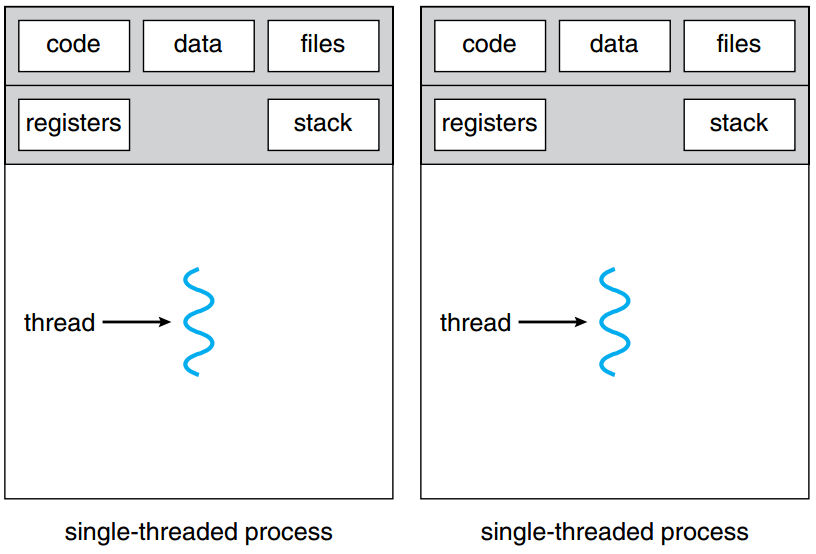 code data files
registers stack
thread
single-threaded process
code data files
registers stack
thread
single-threaded process